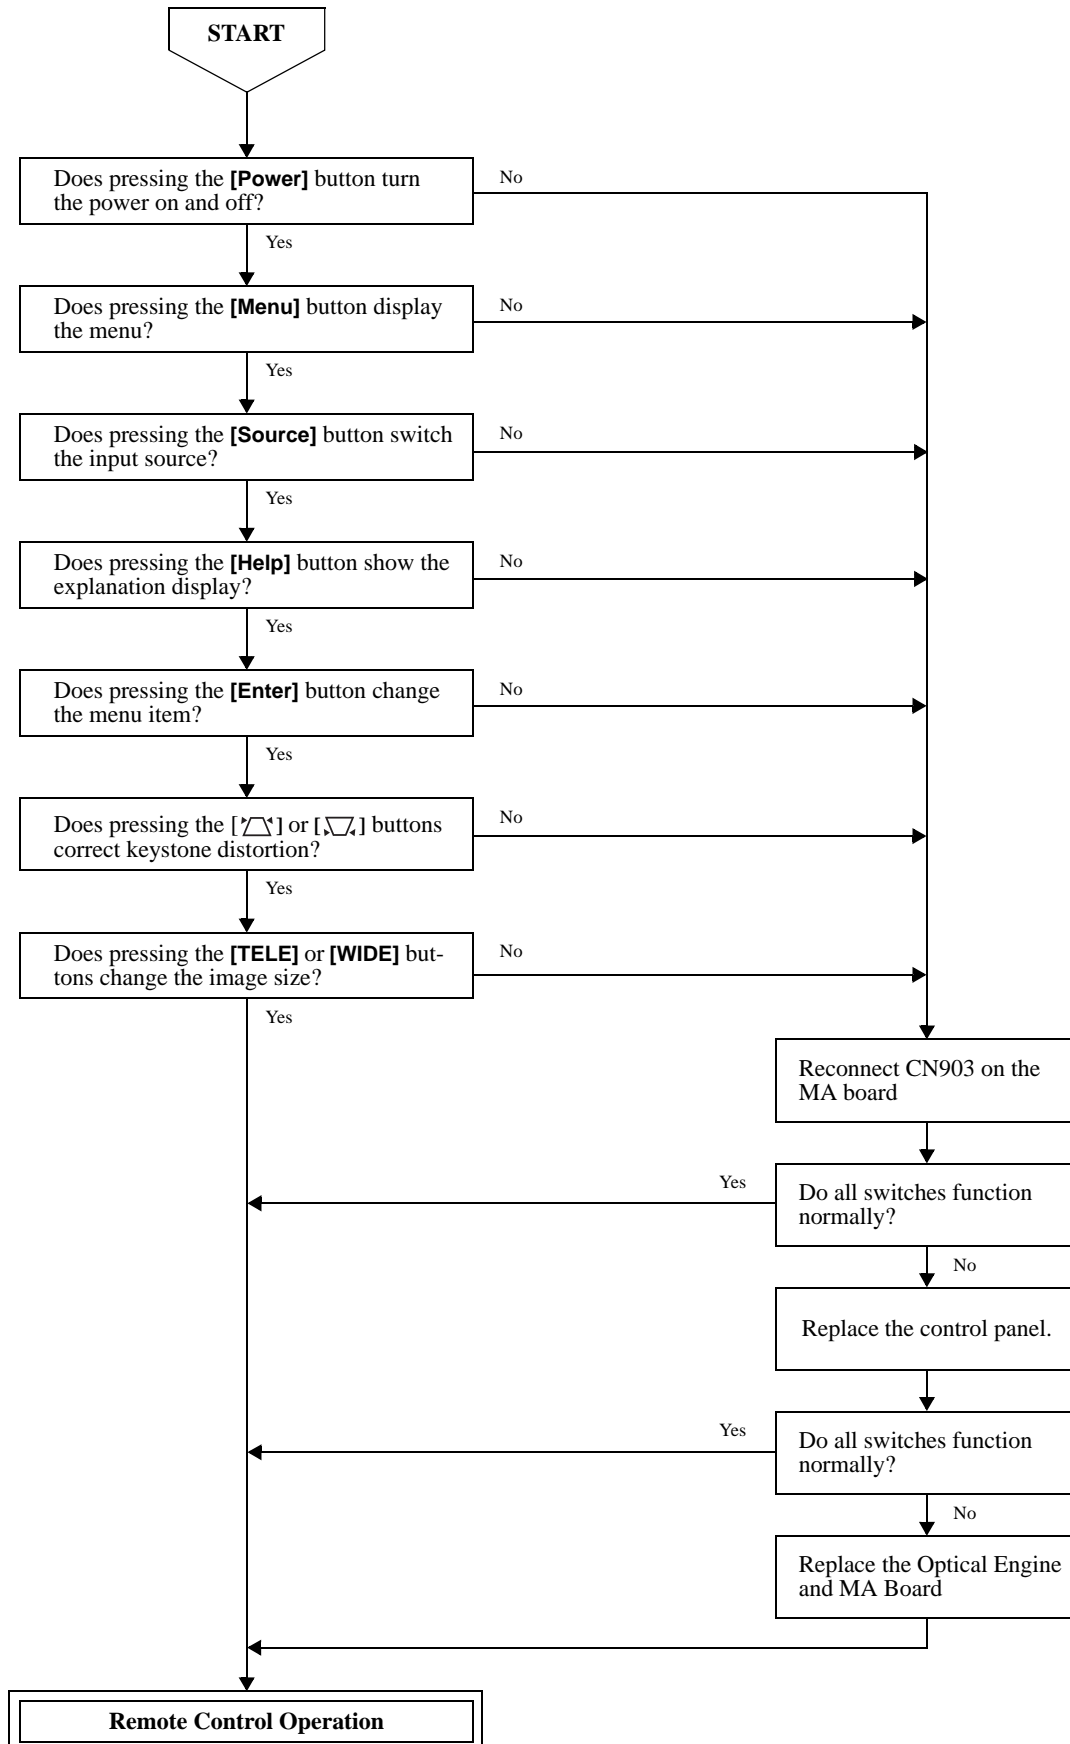 START
Does pressing the [Power] button turn
the power on and off?
No
Yes
Does pressing the [Menu] button display
the menu?
No
Yes
Does pressing the [Source] button switch
the input source?
No
Yes
Does pressing the [Help] button show the
explanation display?
No
Yes
Does pressing the [Enter] button change
the menu item?
No
Yes
Does pressing the [ ] or [ ] buttons
correct keystone distortion?
No
Yes
Does pressing the [TELE] or [WIDE] but-
tons change the image size?
No
Yes
Reconnect CN903 on the
MA board
Yes
Do all switches function
normally?
No
Replace the control panel.
Yes
Do all switches function
normally?
No
Replace the Optical Engine
and MA Board
Remote Control Operation